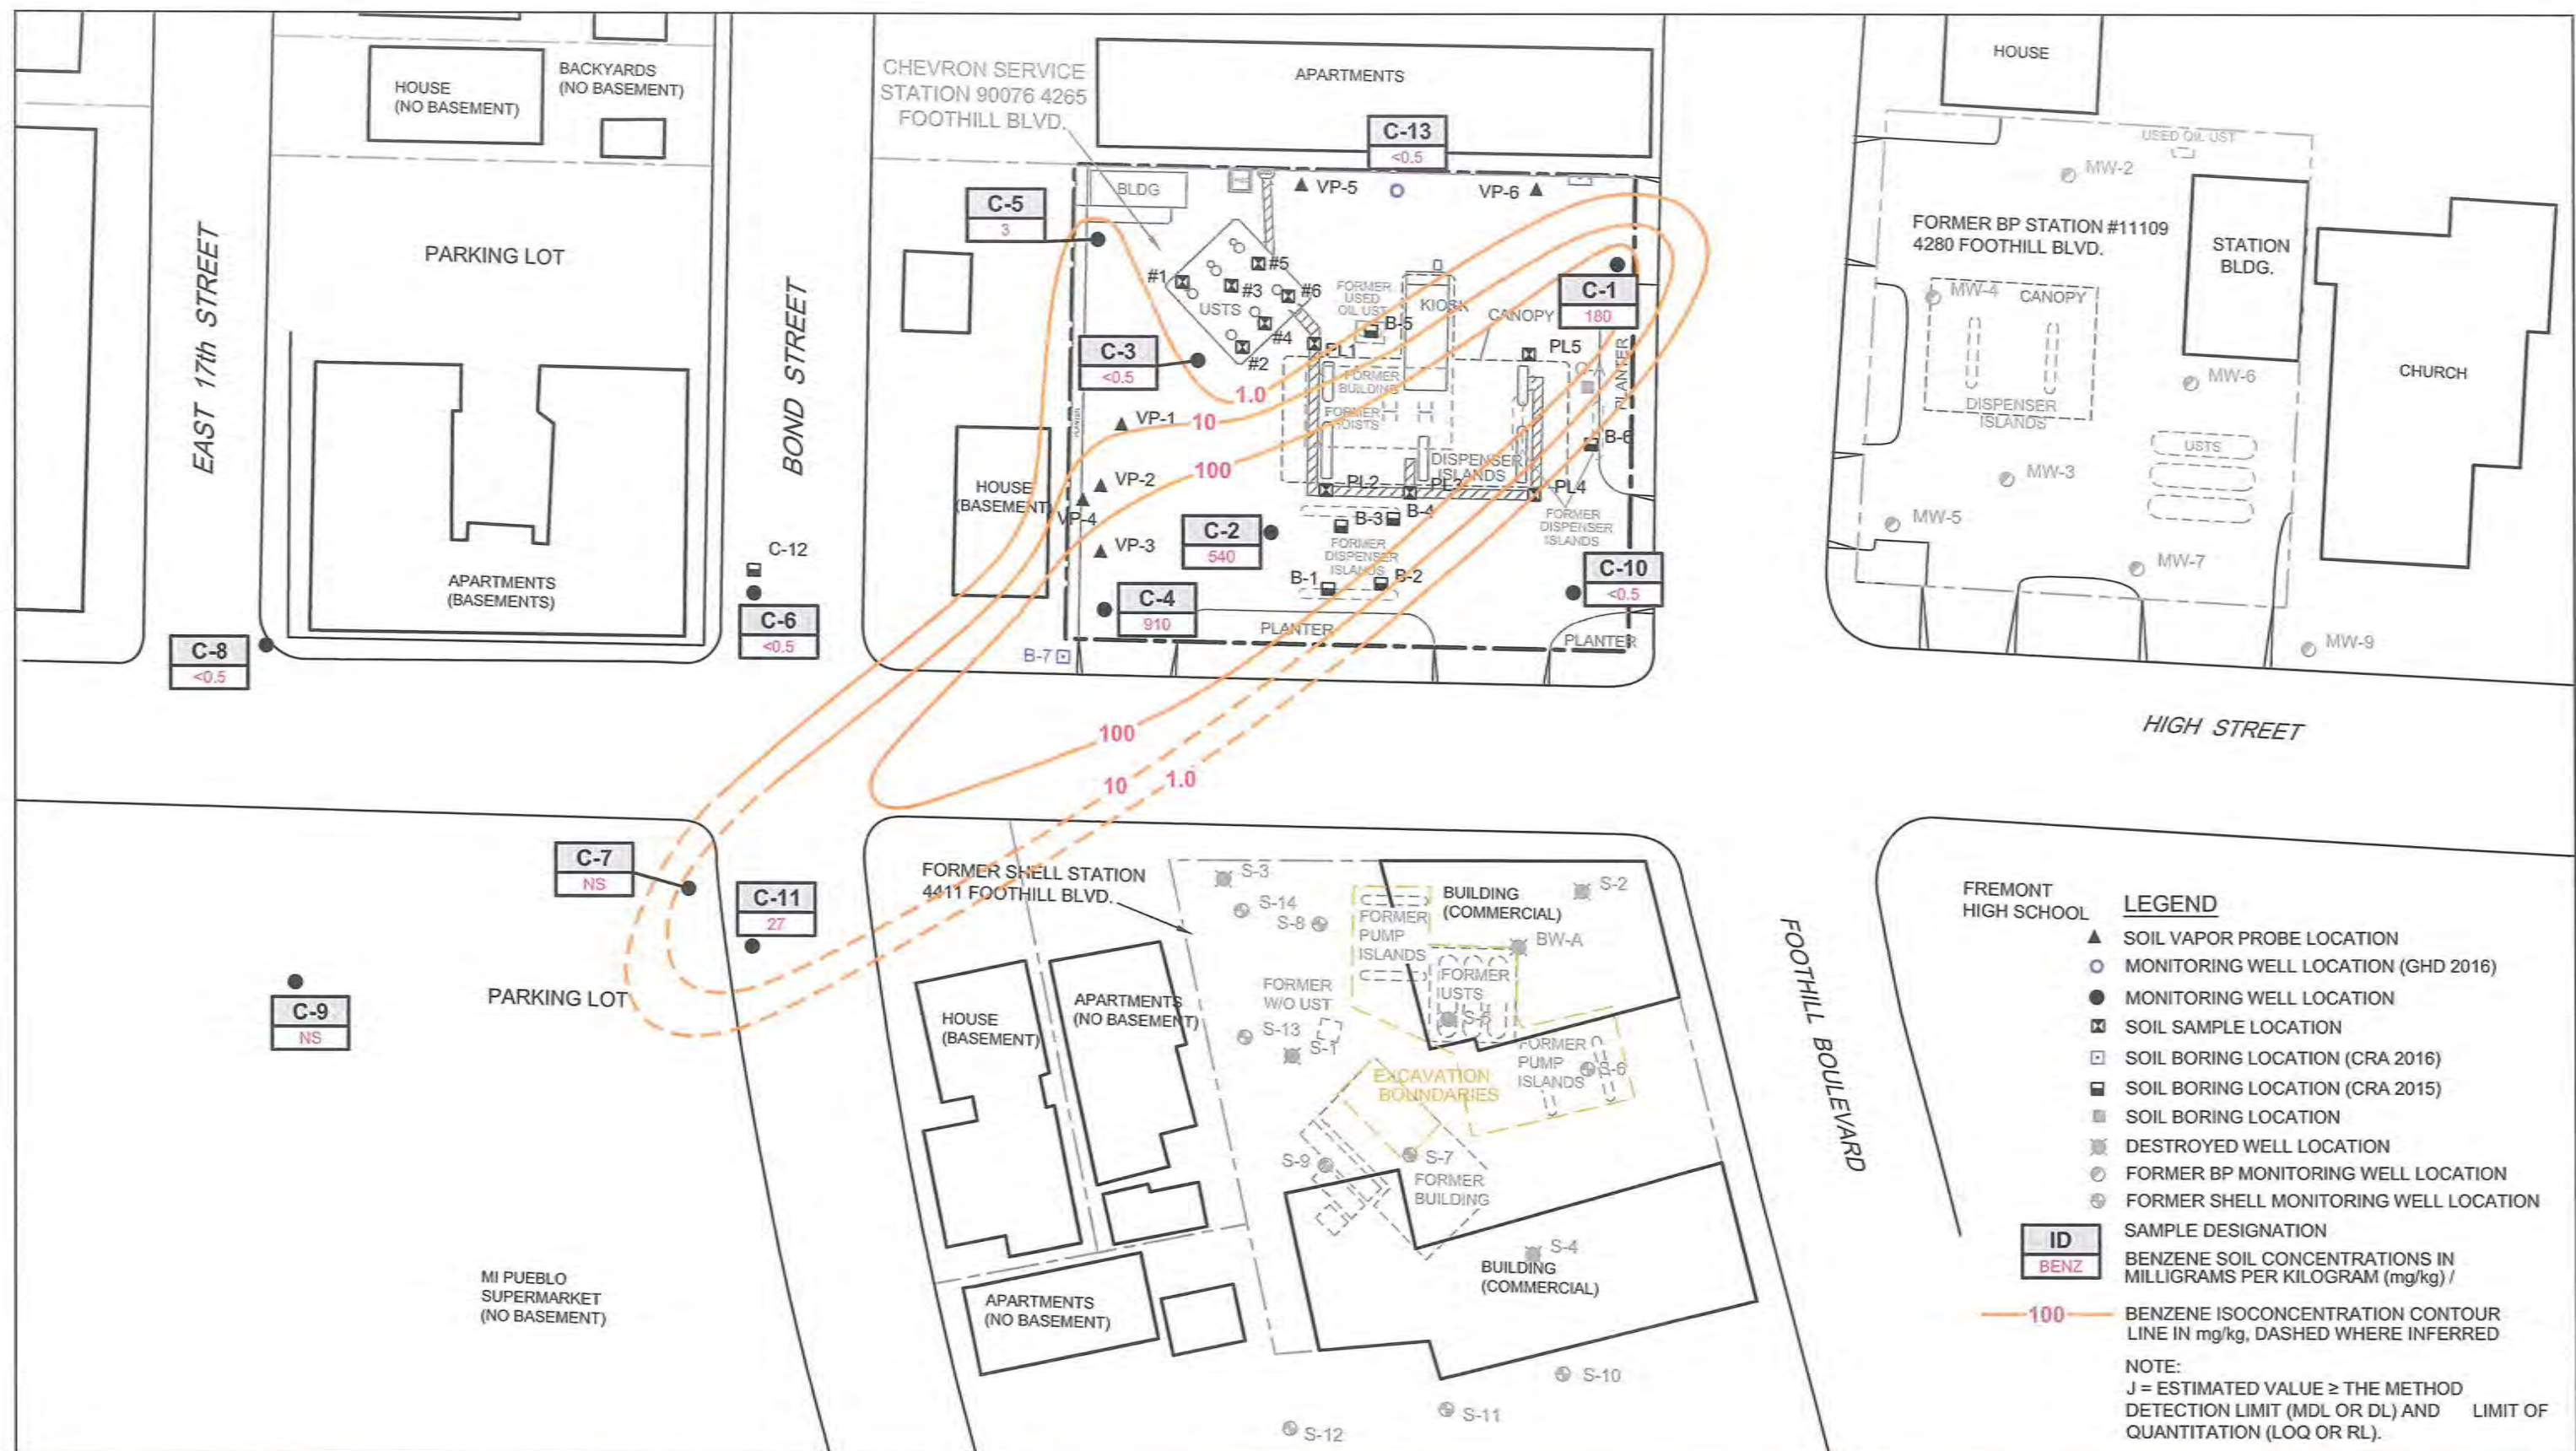 HOUSE
(NO BASEMENT)
BACKYARDS
(NO BASEMENT)
PARKING LOT
EAST 17th STREET
BOND STREET
APARTMENTS
(BASEMENTS)
C-8
<0.5
C-12
C-6
<0.5
CHEVRON SERVICE
STATION 90076 4265
FOOTHILL BLVD.
APARTMENTS
C-13
<0.5
C-5
3
BLDG
VP-5
VP-6
#1
#5
#3
#6
USTS
#4
#2
FORMER
USED
OIL UST
KIOSK
B-5
CANOPY
C-1
180
C-3
<0.5
PL1
PL5
PLANTER
FORMER
BUILDING
1.0
FORMER
HOISTS
VP-1
10
100
B-6
DISPENSER
ISLANDS
HOUSE
(BASEMENT)
VP-2
VP-4
VP-3
PL2
PL3
PL4
C-2
540
B-3
B-4
FORMER
DISPENSER
ISLANDS
FORMER
DISPENSER
ISLANDS
B-1
B-2
C-10
<0.5
C-4
910
PLANTER
PLANTER
B-7
100
10
1.0
HOUSE
USED OIL UST
MW-2
FORMER BP STATION #11109
4280 FOOTHILL BLVD.
STATION
BLDG.
MW-4
CANOPY
CHURCH
MW-6
DISPENSER
ISLANDS
USTS
MW-3
MW-5
MW-7
MW-9
HIGH STREET
C-7
NS
C-11
27
C-9
NS
PARKING LOT
MI PUEBLO
SUPERMARKET
(NO BASEMENT)
FORMER SHELL STATION
4411 FOOTHILL BLVD.
S-3
S-14
S-8
FORMER
PUMP
ISLANDS
BUILDING
(COMMERCIAL)
S-2
BW-A
FORMER
USTS
S-5
FORMER
W/O UST
S-13
S-1
HOUSE
(BASEMENT)
APARTMENTS
(NO BASEMENT)
FORMER
PUMP
ISLANDS
S-6
EXCAVATION
BOUNDARIES
S-9
S-7
FORMER
BUILDING
S-4
BUILDING
(COMMERCIAL)
APARTMENTS
(NO BASEMENT)
S-10
S-11
S-12
FOOTHILL BOULEVARD
FREMONT
HIGH SCHOOL
LEGEND
SOIL VAPOR PROBE LOCATION
MONITORING WELL LOCATION (GHD 2016)
MONITORING WELL LOCATION
SOIL SAMPLE LOCATION
SOIL BORING LOCATION (CRA 2016)
SOIL BORING LOCATION (CRA 2015)
SOIL BORING LOCATION
DESTROYED WELL LOCATION
FORMER BP MONITORING WELL LOCATION
FORMER SHELL MONITORING WELL LOCATION
ID
BENZ
SAMPLE DESIGNATION
BENZENE SOIL CONCENTRATIONS IN
MILLIGRAMS PER KILOGRAM (mg/kg) /
100
BENZENE ISOCONCENTRATION CONTOUR
LINE IN mg/kg, DASHED WHERE INFERRED
NOTE:
J = ESTIMATED VALUE ≥ THE METHOD
DETECTION LIMIT (MDL OR DL) AND LIMIT OF
QUANTITATION (LOQ OR RL).